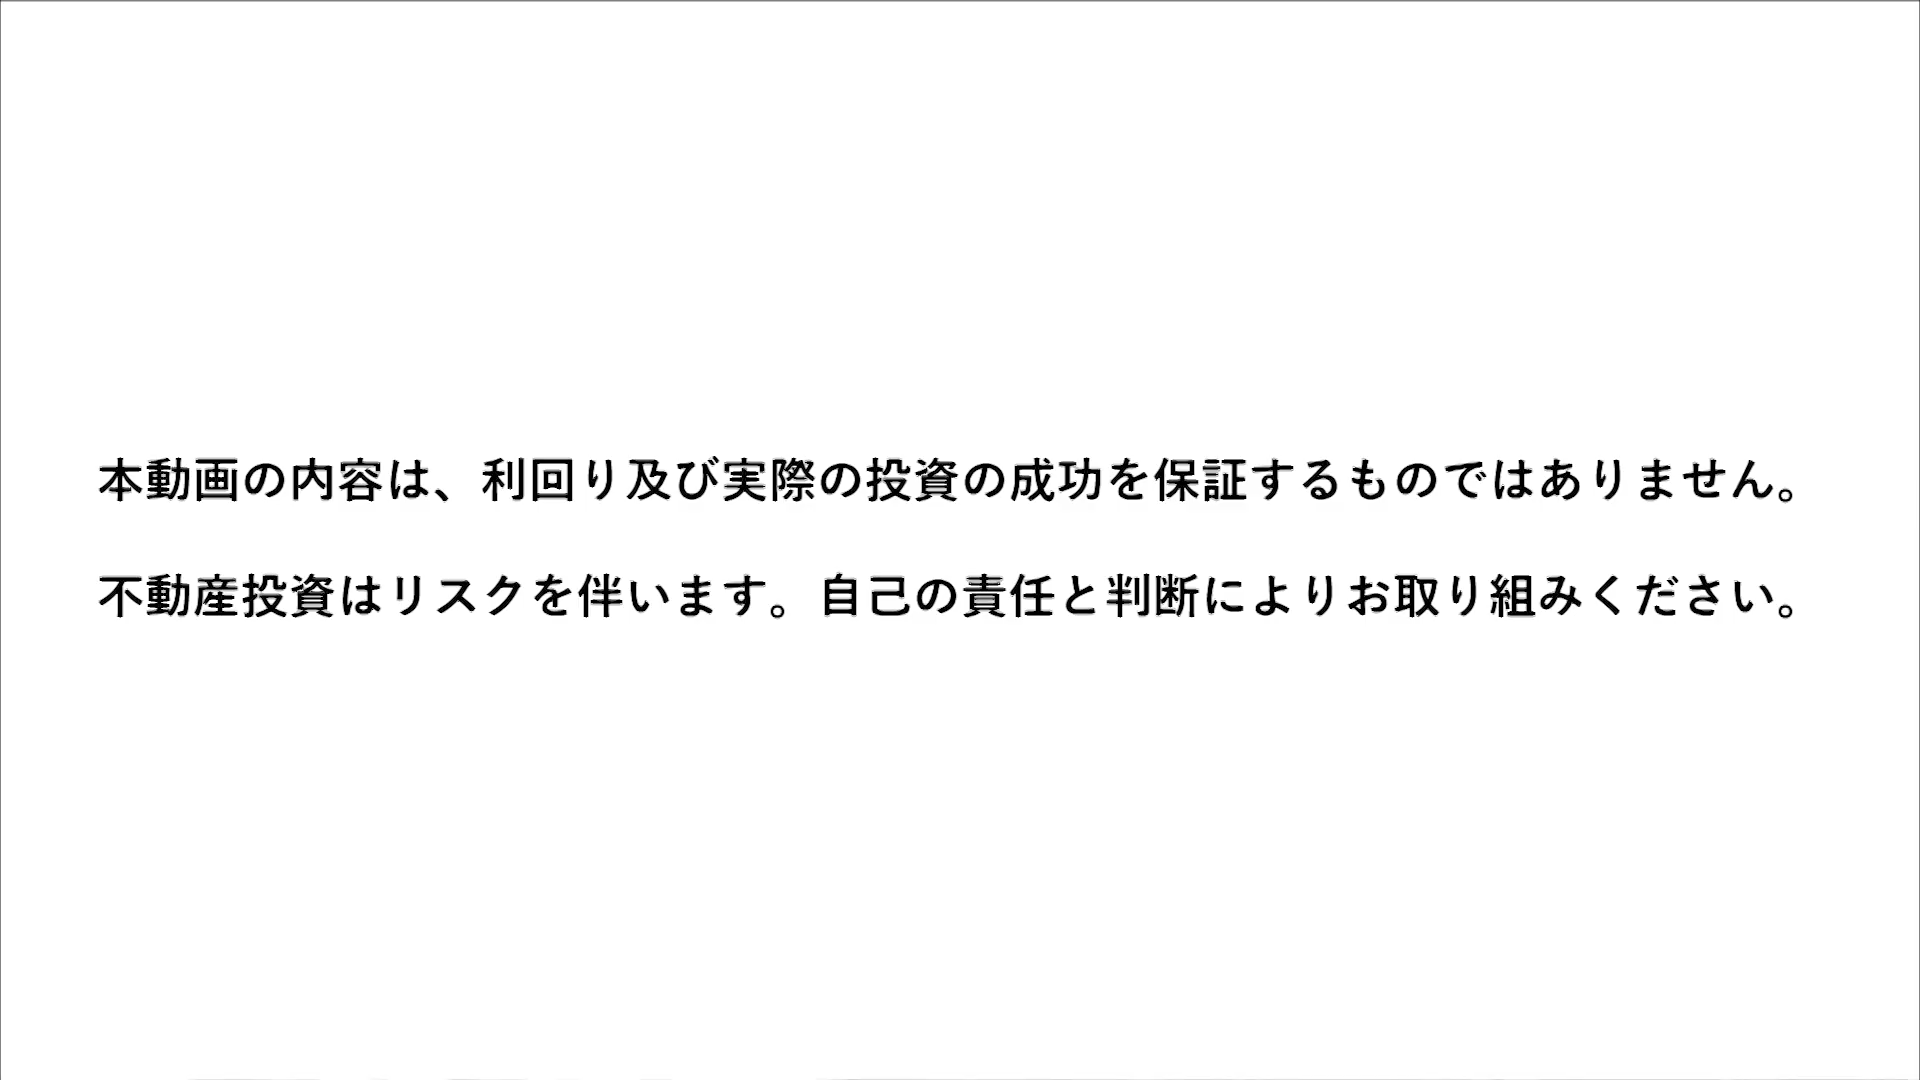 本動画の内容は、利回り及び実際の投資の成功を保証するものではありません。
不動産投資はリスクを伴います。自己の責任と判断によりお取り組みください。